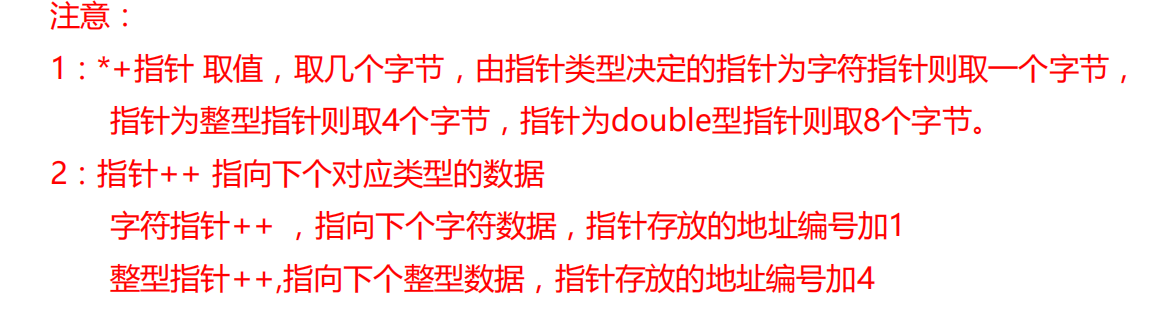 注意：
1：*+指针 取值，取几个字节，由指针类型决定的指针为字符指针则取一个字节，
指针为整型指针则取4个字节，指针为double型指针则取8个字节。
2：指针++ 指向下个对应类型的数据
字符指针++ ，指向下个字符数据，指针存放的地址编号加1
整型指针++,指向下个整型数据，指针存放的地址编号加4